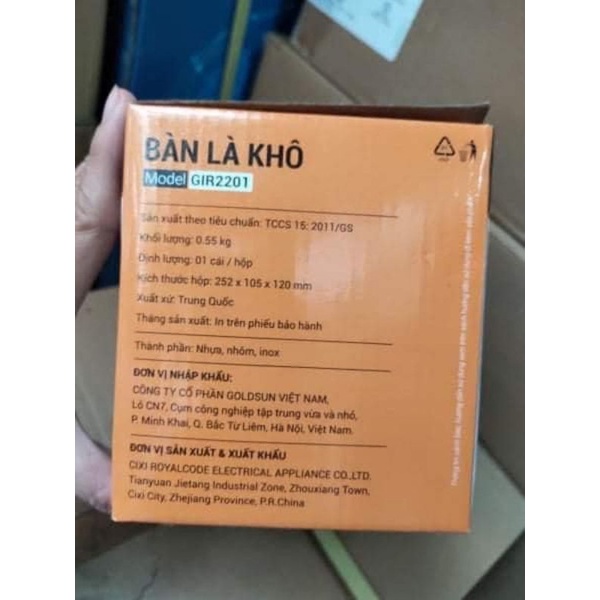 BÀN LÀ KHÔ
Model GIR2201
Sản xuất theo tiêu chuẩn: TCCS 15: 2011/GS
Khối lượng: 0.55 kg
Định lượng: 01 cái / hộp
Kích thước hộp: 252 x 105 x 120 mm
Xuất xứ: Trung Quốc
Tháng sản xuất: In trên phiếu bảo hành
Thành phần: Nhựa, nhôm, inox
ĐƠN VỊ NHẬP KHẨU:
CÔNG TY CỔ PHẦN GOLDSUN VIỆT NAM,
Lô CN7, Cụm công nghiệp tập trung vừa và nhỏ,
P. Minh Khai, Q. Bắc Từ Liêm, Hà Nội, Việt Nam.
ĐƠN VỊ SẢN XUẤT & XUẤT KHẨU
CIXI ROYALCODE ELECTRICAL APPLIANCE CO.,LTD.
Tianyuan Jietang Industrial Zone, Zhouxiang Town,
Cixi City, Zhejiang Province, P.R.China